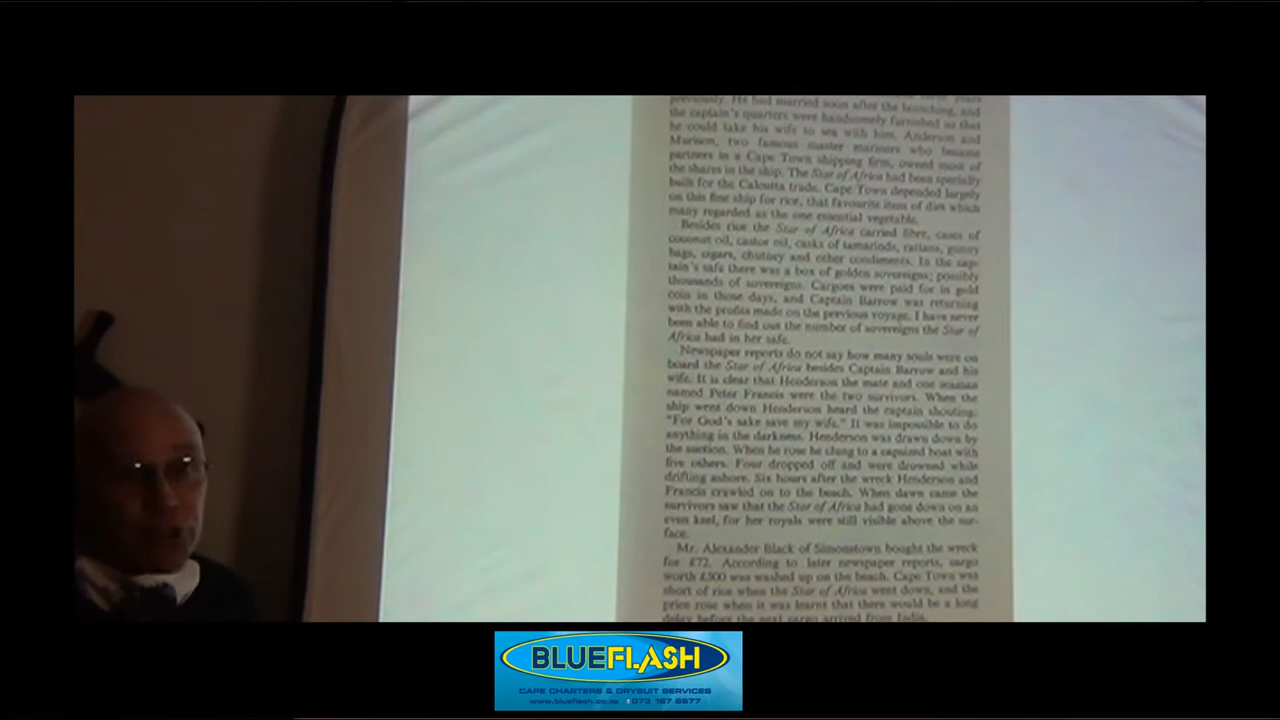 previously. He had married soon after the launching, and
the captain's quarters were handsomely furnished so that
he could take his wife to sea with him. Anderson and
Murison, two famous master mariners who became
partners in a Cape Town shipping firm, owned most of
the shares in the ship. The Star of Africa had been specially
built for the Calcutta trade. Cape Town depended largely
on this fine ship for rice, that favourite item of diet which
many regarded as the one essential vegetable.
Besides rice the Star of Africa carried fibre, cases of
coconut oil, castor oil, casks of tamarinds, rattans, gunny
bags, cigars, chutney and other condiments. In the cap-
tain's safe there was a box of golden sovereigns; possibly
thousands of sovereigns. Cargoes were paid for in gold
coin in those days, and Captain Barrow was returning
with the profits made on the previous voyage. I have never
been able to find out the number of sovereigns the Star of
Africa had in her safe.
Newspaper reports do not say how many souls were on
board the Star of Africa besides Captain Barrow and his
wife. It is clear that Henderson the mate and one seaman
named Peter Francis were the two survivors. When the
ship went down Henderson heard the captain shouting:
"For God's sake save my wife." It was impossible to do
anything in the darkness. Henderson was drawn down by
the suction. When he rose he clung to a capsized boat with
five others. Four dropped off and were drowned while
drifting ashore. Six hours after the wreck Henderson and
Francis crawled on to the beach. When dawn came the
survivors saw that the Star of Africa had gone down on an
even keel, for her royals were still visible above the sur-
face.
Mr. Alexander Black of Simonstown bought the wreck
for £72. According to later newspaper reports, cargo
worth £500 was washed up on the beach. Cape Town was
short of rice when the Star of Africa went down, and the
price rose when it was learnt that there would be a long
delay before the next cargo arrived from India.
BLUEFLASH
CAPE CHARTERS & DRYSUIT SERVICES
www.blueflash.co.za